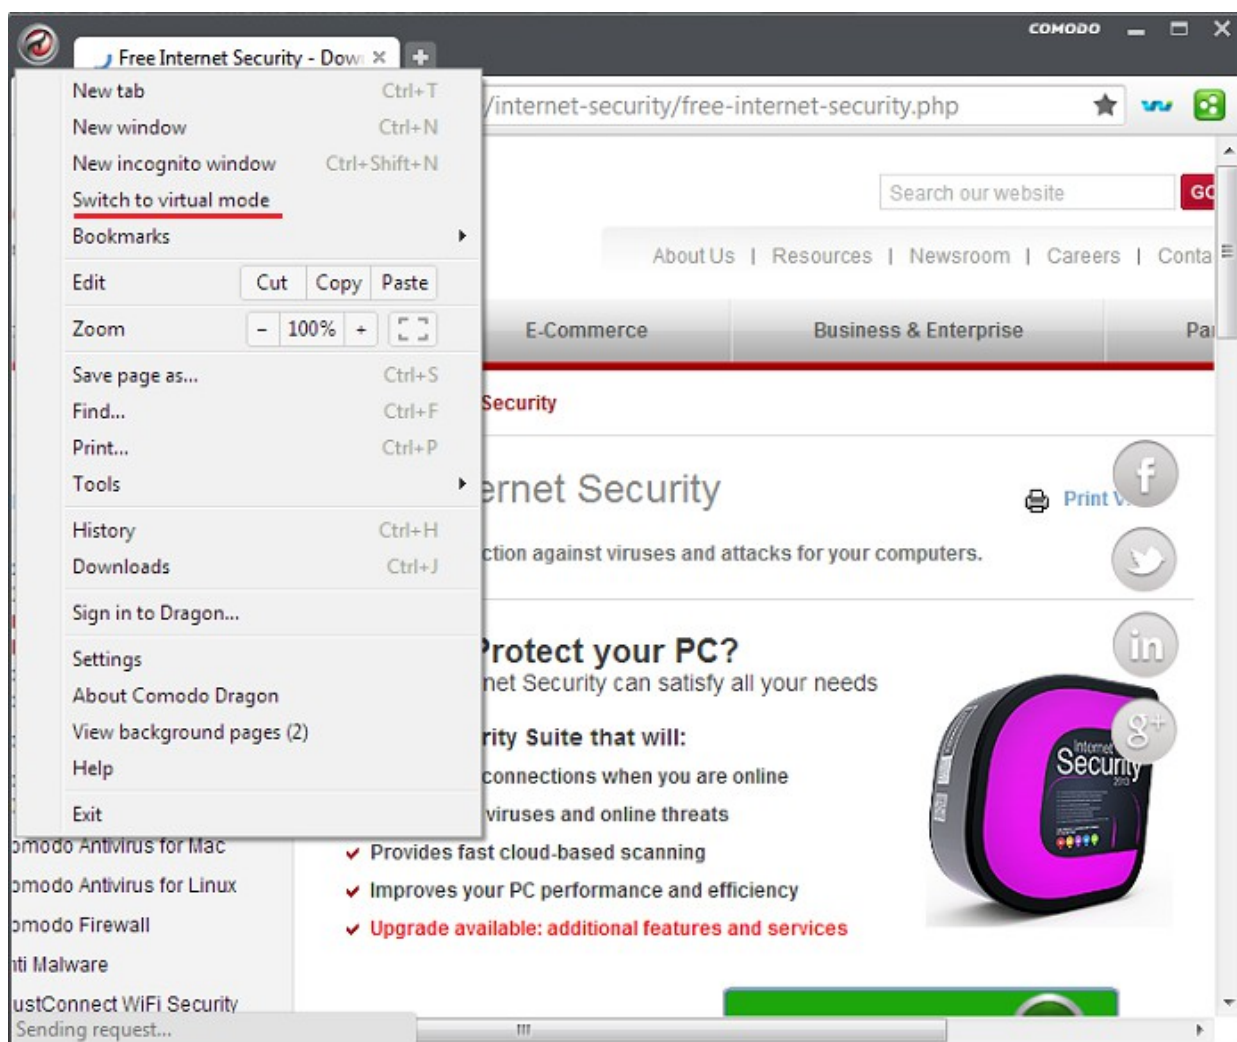 COMODO
Free Internet Security - Dow
New tab Ctrl+T
New window Ctrl+N
New incognito window Ctrl+Shift+N
Switch to virtual mode
Bookmarks
Edit Cut Copy Paste
Zoom - 100% +
Save page as... Ctrl+S
Find... Ctrl+F
Print... Ctrl+P
Tools
History Ctrl+H
Downloads Ctrl+J
Sign in to Dragon...
Settings
About Comodo Dragon
View background pages (2)
Help
Exit
/internet-security/free-internet-security.php
Search our website GO
About Us | Resources | Newsroom | Careers | Conta
E-Commerce Business & Enterprise Pa
Security
ernet Security
Print V
ction against viruses and attacks for your computers.
Protect your PC?
net Security can satisfy all your needs
rity Suite that will:
connections when you are online
viruses and online threats
Provides fast cloud-based scanning
Improves your PC performance and efficiency
Upgrade available: additional features and services
f
in
g+
Internet
Security
2013
omodo Antivirus for Mac
omodo Antivirus for Linux
omodo Firewall
nti Malware
ustConnect WiFi Security
Sending request...